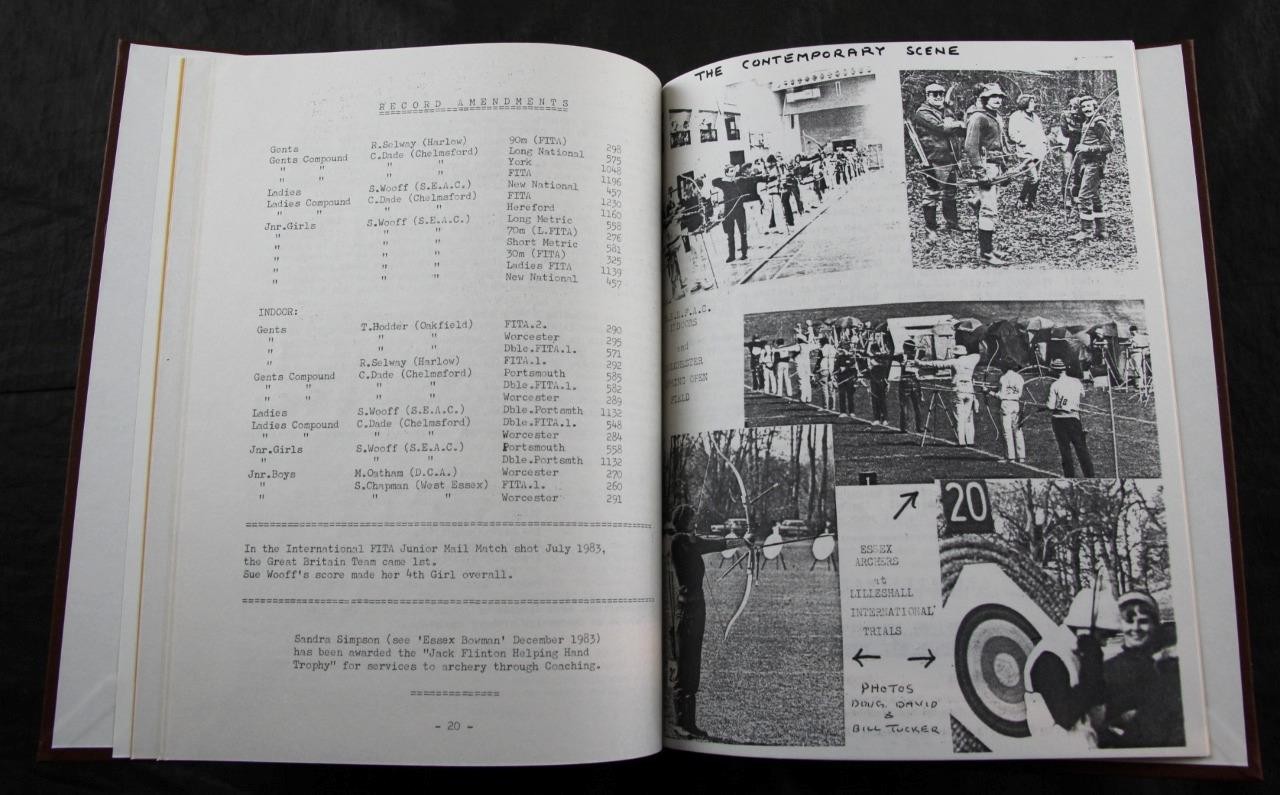 RECORD AMENDMENTS
Gents R.Selway (Harlow) 90m (FITA) 298
Gents Compound C.Dade (Chelmsford) Long National 575
" " " " York 1048
" " " " FITA 1196
Ladies S.Wooff (S.E.A.C.) New National 457
Ladies Compound C.Dade (Chelmsford) FITA 1230
" " " " Hereford 1160
Jnr.Girls S.Wooff (S.E.A.C.) Long Metric 558
" " " 70m (L.FITA) 276
" " " Short Metric 581
" " " 30m (FITA) 325
" " " Ladies FITA 1139
" " " New National 457
INDOOR:
Gents T.Hodder (Oakfield) FITA.2. 290
" " " Worcester 295
" " " Dble.FITA.1. 571
" R.Selway (Harlow) FITA.1. 292
Gents Compound C.Dade (Chelmsford) Portsmouth 585
" " " " Dble.FITA.1. 582
" " " " Worcester 289
Ladies S.Wooff (S.E.A.C.) Dble.Portsmth 1132
Ladies Compound C.Dade (Chelmsford) Dble.FITA.1. 548
" " " " Worcester 284
Jnr.Girls S.Wooff (S.E.A.C.) Portsmouth 558
" " " Dble.Portsmth 1132
Jnr.Boys M.Oatham (D.C.A.) Worcester 270
" S.Chapman (West Essex) FITA.1. 260
" " " Worcester 291
In the International FITA Junior Mail Match shot July 1983,
the Great Britain Team came 1st.
Sue Wooff's score made her 4th Girl overall.
Sandra Simpson (see 'Essex Bowman' December 1983)
has been awarded the "Jack Flinton Helping Hand
Trophy" for services to archery through Coaching.
- 20 -
THE CONTEMPORARY SCENE
and
OPEN
FIELD
1
20
ESSEX
ARCHERS
at
LILLESHALL
INTERNATIONAL'
TRIALS
PHOTOS
DOUG DAVID
&
BILL TUCKER